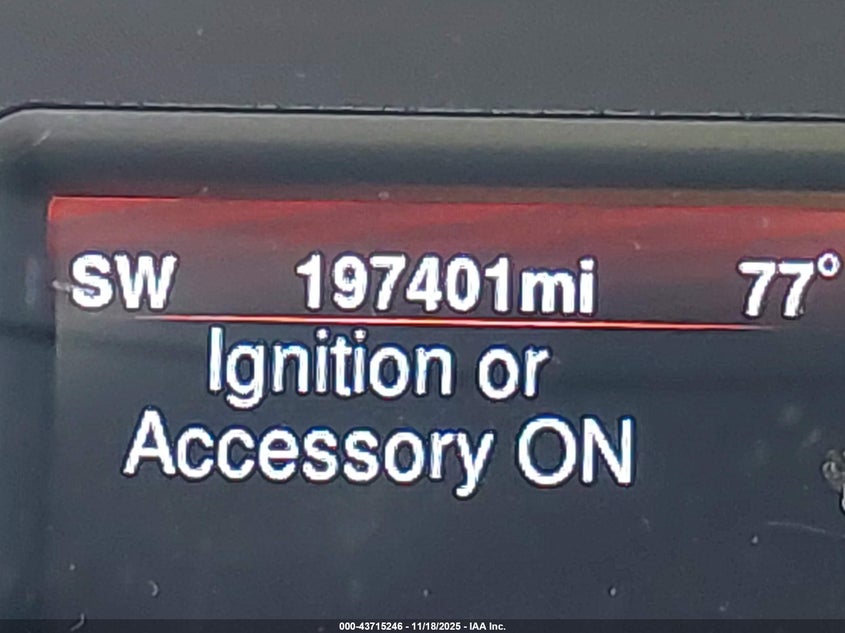 SW 197401mi 77°
Ignition or
Accessory ON
000-43715246 - 11/18/2025 - IAA Inc.